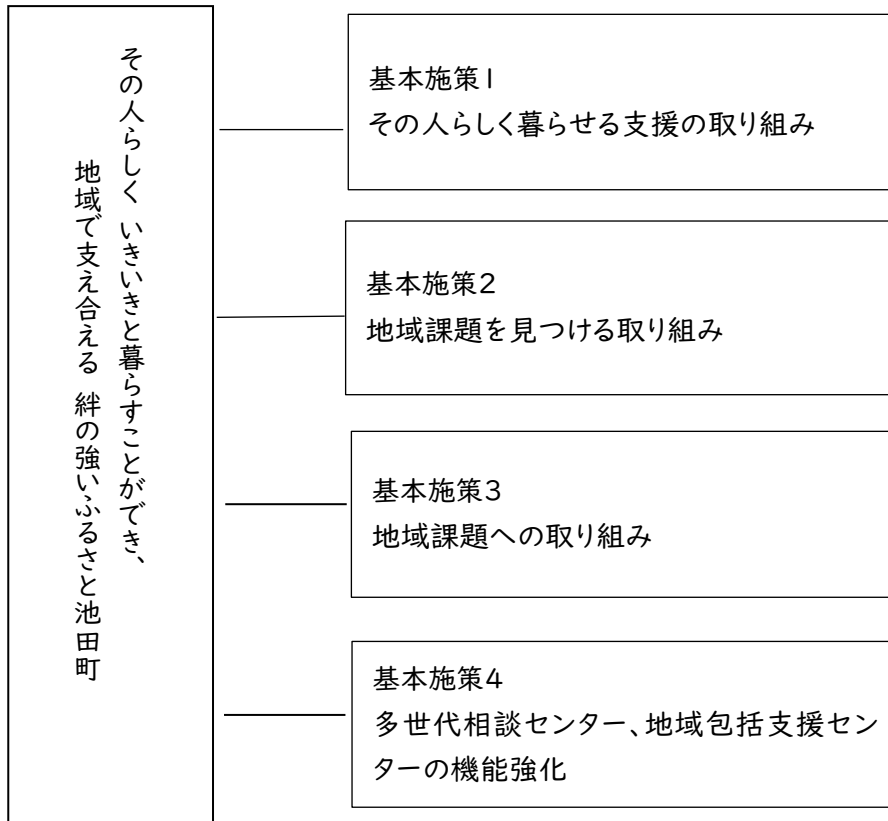 その人らしく いきいきと暮らすことができ、
地域で支え合える 絆の強いふるさと池田町
基本施策1
その人らしく暮らせる支援の取り組み
基本施策2
地域課題を見つける取り組み
基本施策3
地域課題への取り組み
基本施策4
多世代相談センター、地域包括支援セン
ターの機能強化